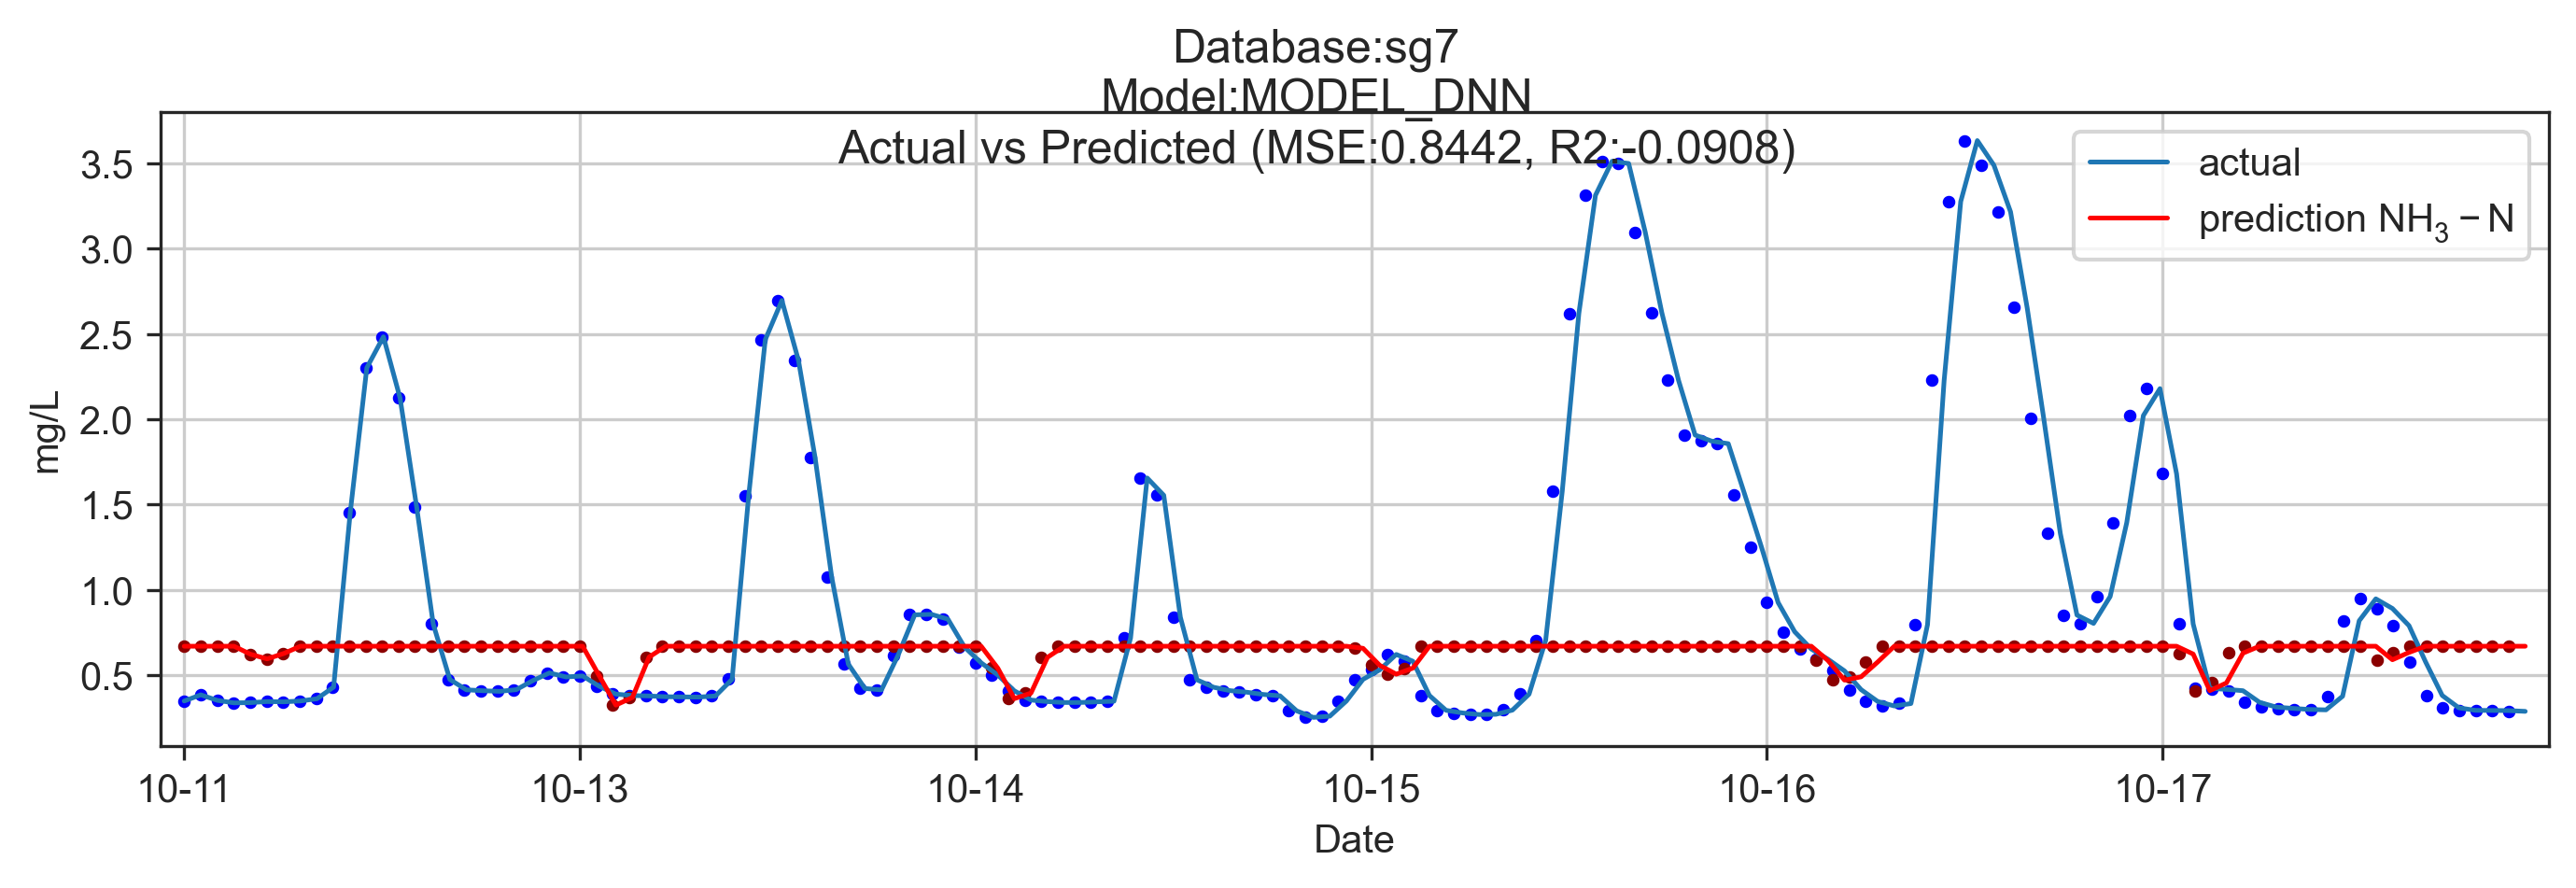 Database:sg7
Model:MODEL_DNN
Actual vs Predicted (MSE:0.8442, R2:-0.0908)
actual
prediction NH₃ − N
mg/L
3.5
3.0
2.5
2.0
1.5
1.0
0.5
10-11 10-13 10-14 10-15 10-16 10-17
Date